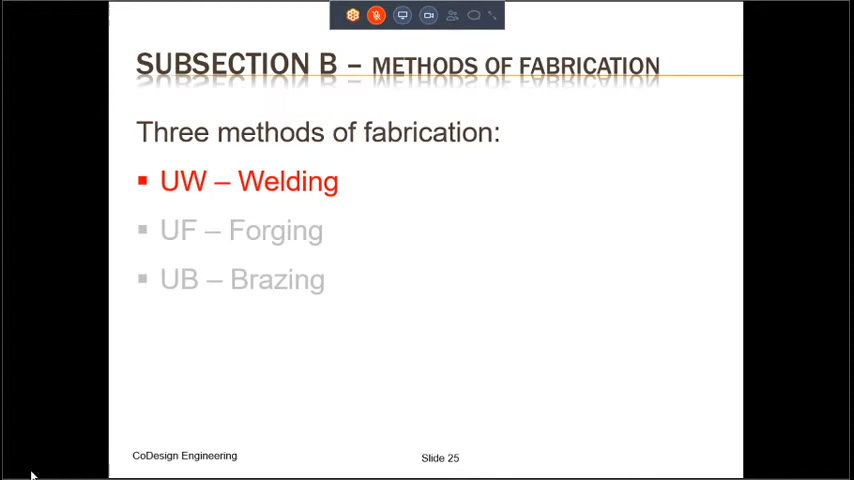 SUBSECTION B – METHODS OF FABRICATION
Three methods of fabrication:
▪ UW – Welding
▪ UF – Forging
▪ UB – Brazing
CoDesign Engineering
Slide 25